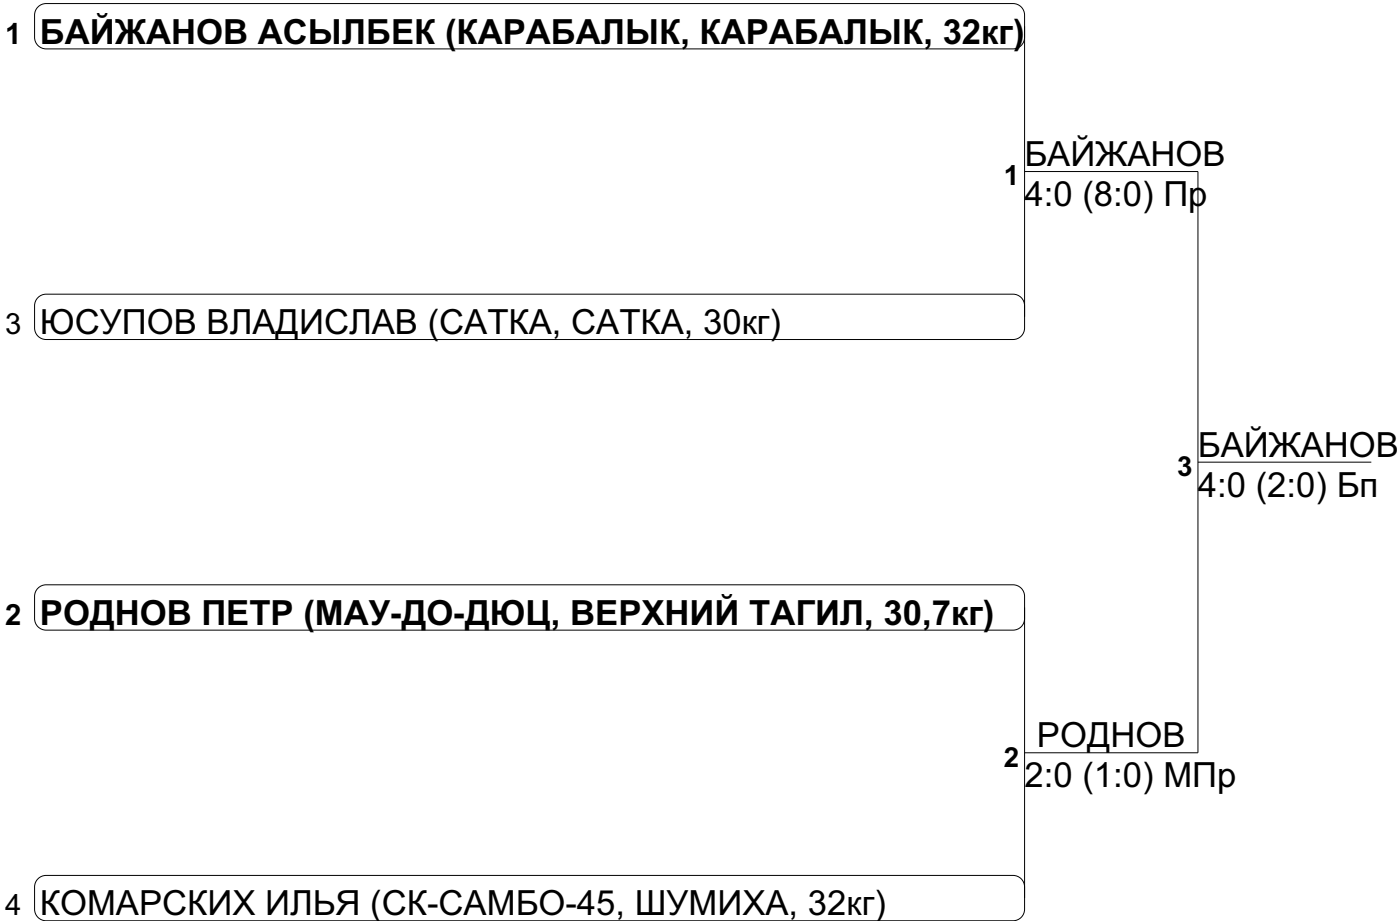 1 БАЙЖАНОВ АСЫЛБЕК (КАРАБАЛЫК, КАРАБАЛЫК, 32кг)
БАЙЖАНОВ
1
4:0 (8:0) Пр
3 ЮСУПОВ ВЛАДИСЛАВ (САТКА, САТКА, 30кг)
БАЙЖАНОВ
3
4:0 (2:0) Бп
2 РОДНОВ ПЕТР (МАУ-ДО-ДЮЦ, ВЕРХНИЙ ТАГИЛ, 30,7кг)
РОДНОВ
2
2:0 (1:0) МПр
4 КОМАРСКИХ ИЛЬЯ (СК-САМБО-45, ШУМИХА, 32кг)